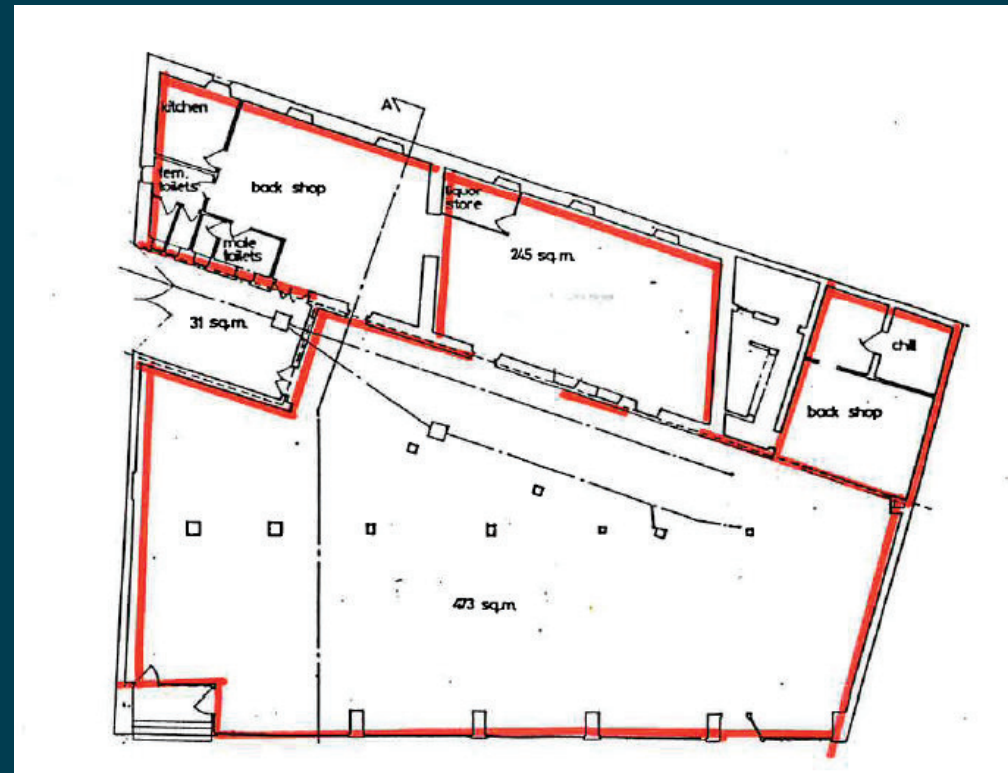 A
kitchen
fem.
toilets
back shop
male
toilets
liquor
store
245 sq.m.
31 sq.m.
chill
back shop
473 sq.m.